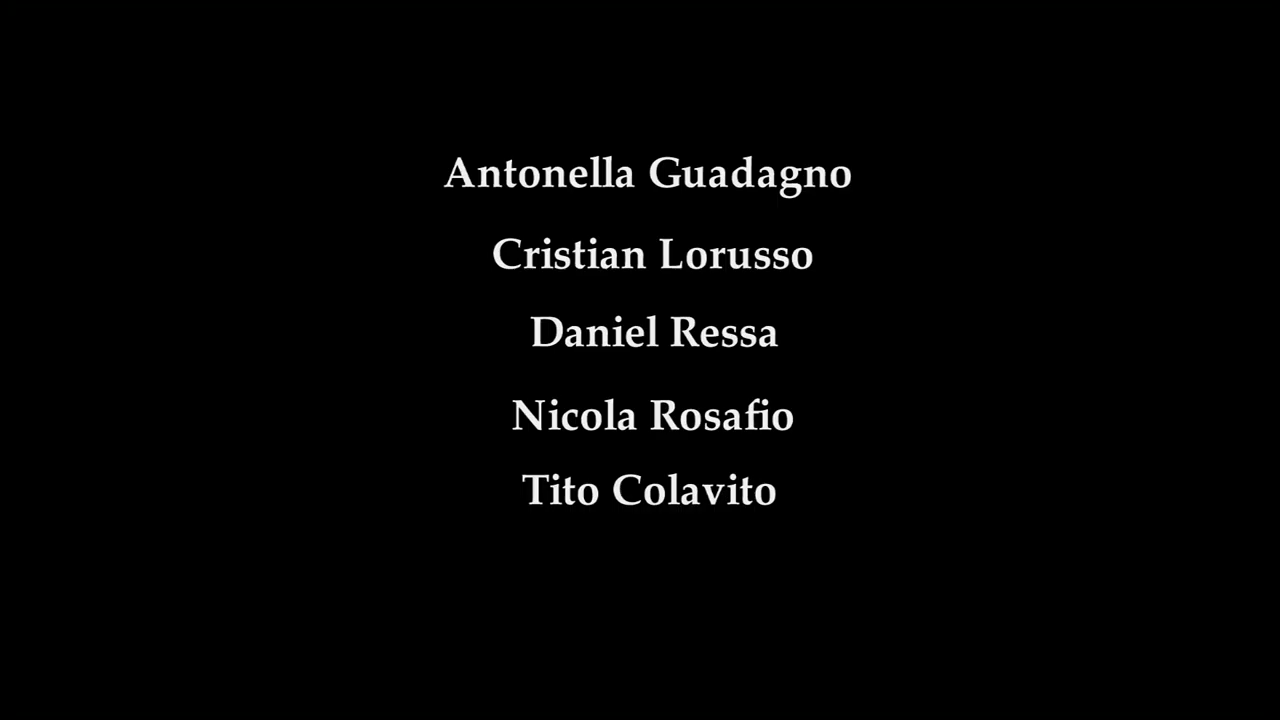 Antonella Guadagno
Cristian Lorusso
Daniel Ressa
Nicola Rosafio
Tito Colavito